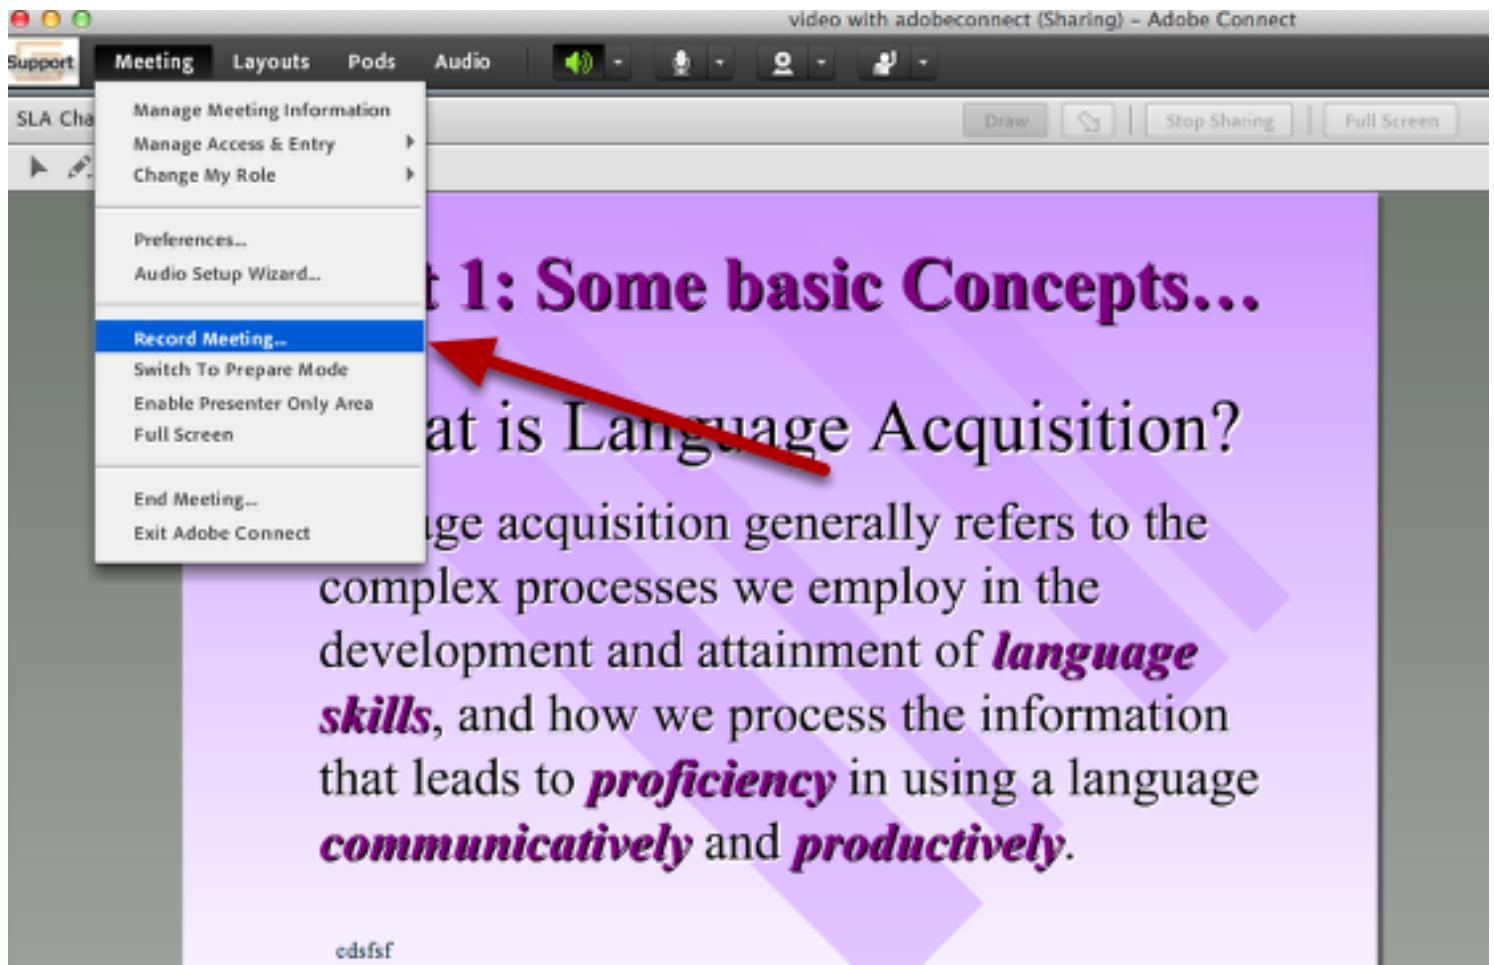 video with adobeconnect (Sharing) – Adobe Connect
Support Meeting Layouts Pods Audio
SLA Cha
Draw Stop Sharing Full Screen
Manage Meeting Information
Manage Access & Entry
Change My Role
Preferences...
Audio Setup Wizard...
Record Meeting...
Switch To Prepare Mode
Enable Presenter Only Area
Full Screen
End Meeting...
Exit Adobe Connect
t 1: Some basic Concepts…
at is Language Acquisition?
ge acquisition generally refers to the
complex processes we employ in the
development and attainment of language
skills, and how we process the information
that leads to proficiency in using a language
communicatively and productively.
edsfsf